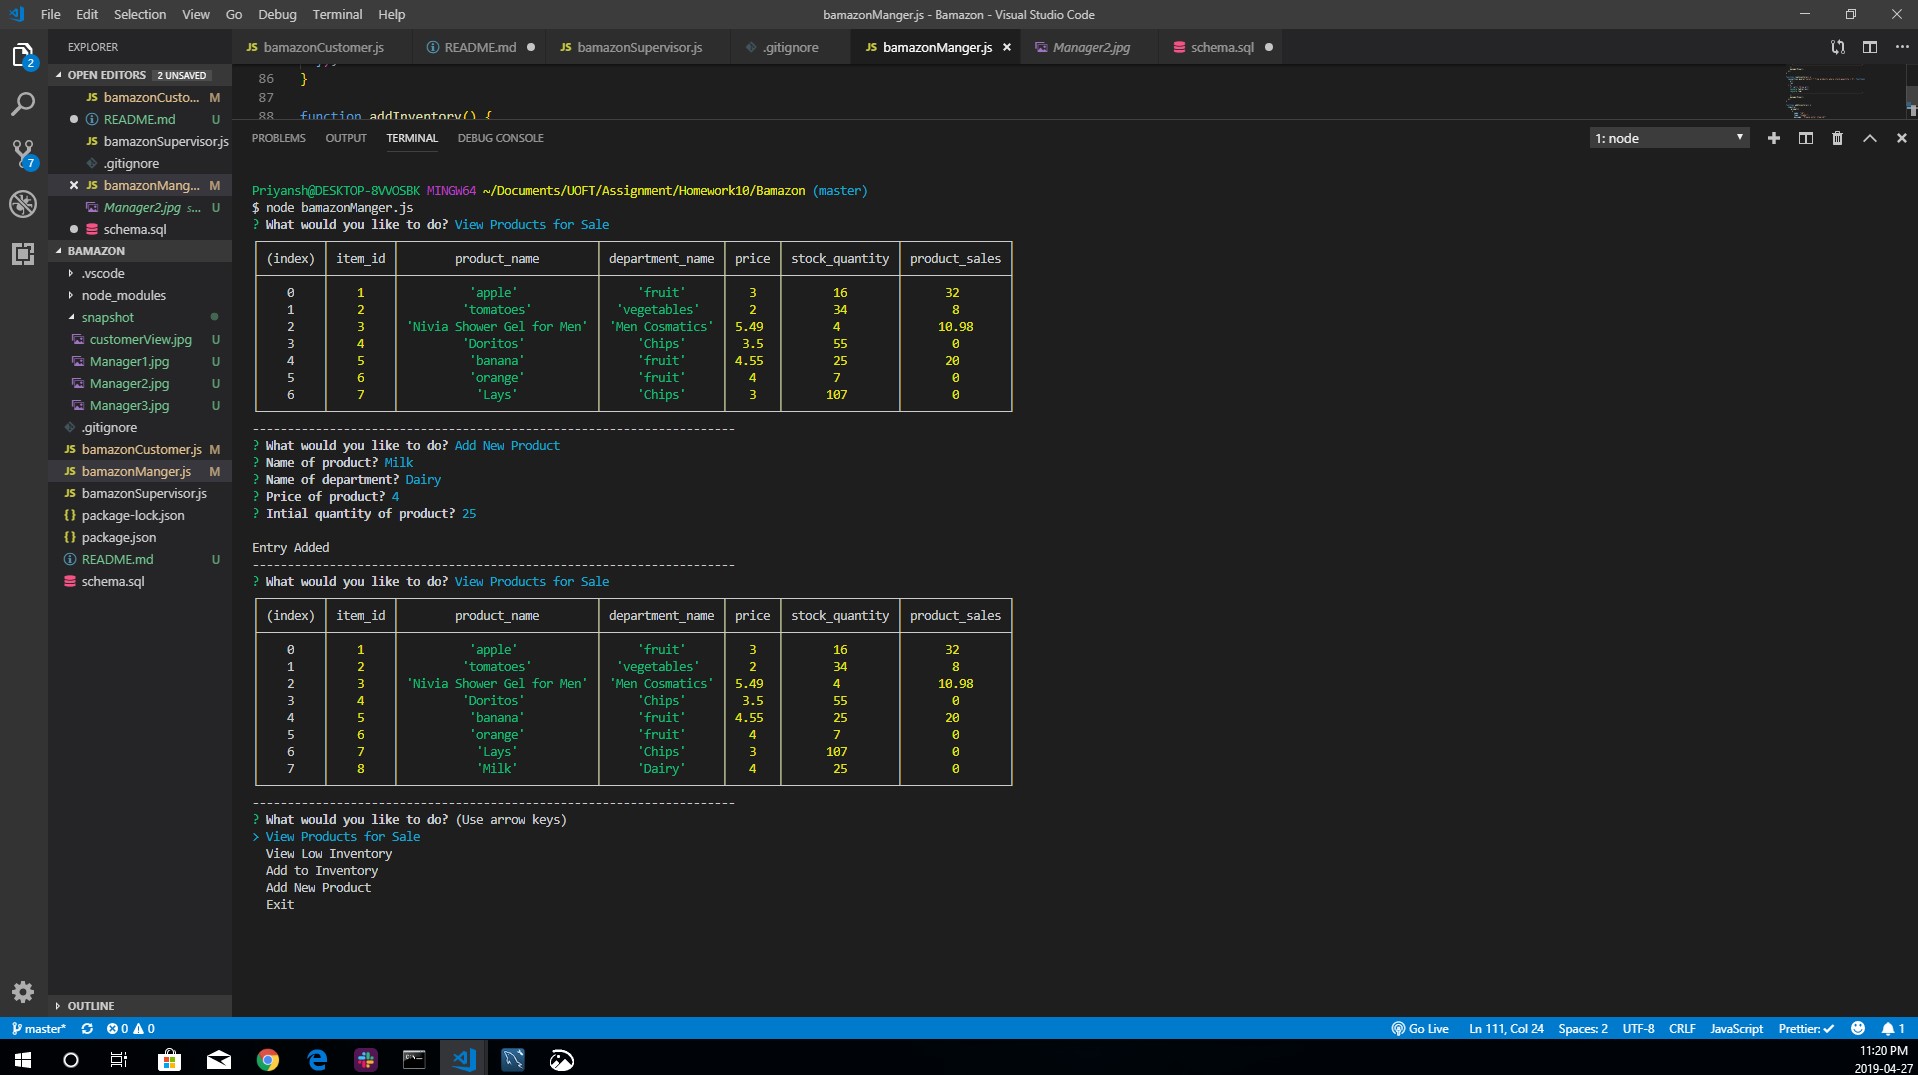 File Edit Selection View Go Debug Terminal Help
bamazonManger.js - Bamazon - Visual Studio Code
EXPLORER
JS bamazonCustomer.js
README.md
JS bamazonSupervisor.js
.gitignore
JS bamazonManger.js
Manager2.jpg
schema.sql
OPEN EDITORS 2 UNSAVED
JS bamazonCusto... M
README.md U
JS bamazonSupervisor.js
.gitignore
JS bamazonMang... M
Manager2.jpg s... U
schema.sql
BAMAZON
.vscode
node_modules
snapshot
customerView.jpg U
Manager1.jpg U
Manager2.jpg U
Manager3.jpg U
.gitignore
JS bamazonCustomer.js M
JS bamazonManger.js M
JS bamazonSupervisor.js
{} package-lock.json
{} package.json
README.md U
schema.sql
OUTLINE
2
7
86 }
87
88 function addInventory() {
PROBLEMS OUTPUT TERMINAL DEBUG CONSOLE
1: node
Priyansh@DESKTOP-8VVOSBK MINGW64 ~/Documents/UOFT/Assignment/Homework10/Bamazon (master)
$ node bamazonManger.js
? What would you like to do? View Products for Sale
(index) item_id product_name department_name price stock_quantity product_sales
0 1 'apple' 'fruit' 3 16 32
1 2 'tomatoes' 'vegetables' 2 34 8
2 3 'Nivia Shower Gel for Men' 'Men Cosmatics' 5.49 4 10.98
3 4 'Doritos' 'Chips' 3.5 55 0
4 5 'banana' 'fruit' 4.55 25 20
5 6 'orange' 'fruit' 4 7 0
6 7 'Lays' 'Chips' 3 107 0
---------------------------------------------------------------------
? What would you like to do? Add New Product
? Name of product? Milk
? Name of department? Dairy
? Price of product? 4
? Intial quantity of product? 25
Entry Added
---------------------------------------------------------------------
? What would you like to do? View Products for Sale
(index) item_id product_name department_name price stock_quantity product_sales
0 1 'apple' 'fruit' 3 16 32
1 2 'tomatoes' 'vegetables' 2 34 8
2 3 'Nivia Shower Gel for Men' 'Men Cosmatics' 5.49 4 10.98
3 4 'Doritos' 'Chips' 3.5 55 0
4 5 'banana' 'fruit' 4.55 25 20
5 6 'orange' 'fruit' 4 7 0
6 7 'Lays' 'Chips' 3 107 0
7 8 'Milk' 'Dairy' 4 25 0
---------------------------------------------------------------------
? What would you like to do? (Use arrow keys)
> View Products for Sale
View Low Inventory
Add to Inventory
Add New Product
Exit
master* 0 0
Go Live Ln 111, Col 24 Spaces: 2 UTF-8 CRLF JavaScript Prettier: ✓ 1
11:20 PM
2019-04-27